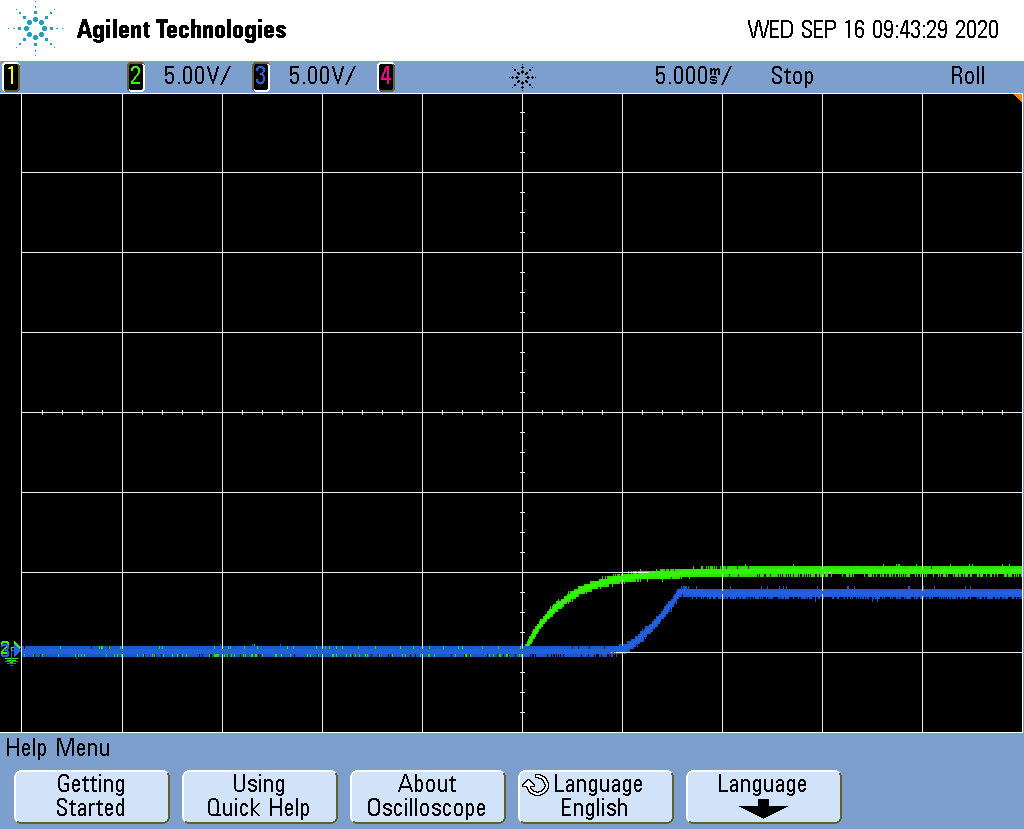 Agilent Technologies
WED SEP 16 09:43:29 2020
1 2 5.00V/ 3 5.00V/ 4 5.000ms/ Stop Roll
2
Help Menu
Getting
Started
Using
Quick Help
About
Oscilloscope
Language
English
Language